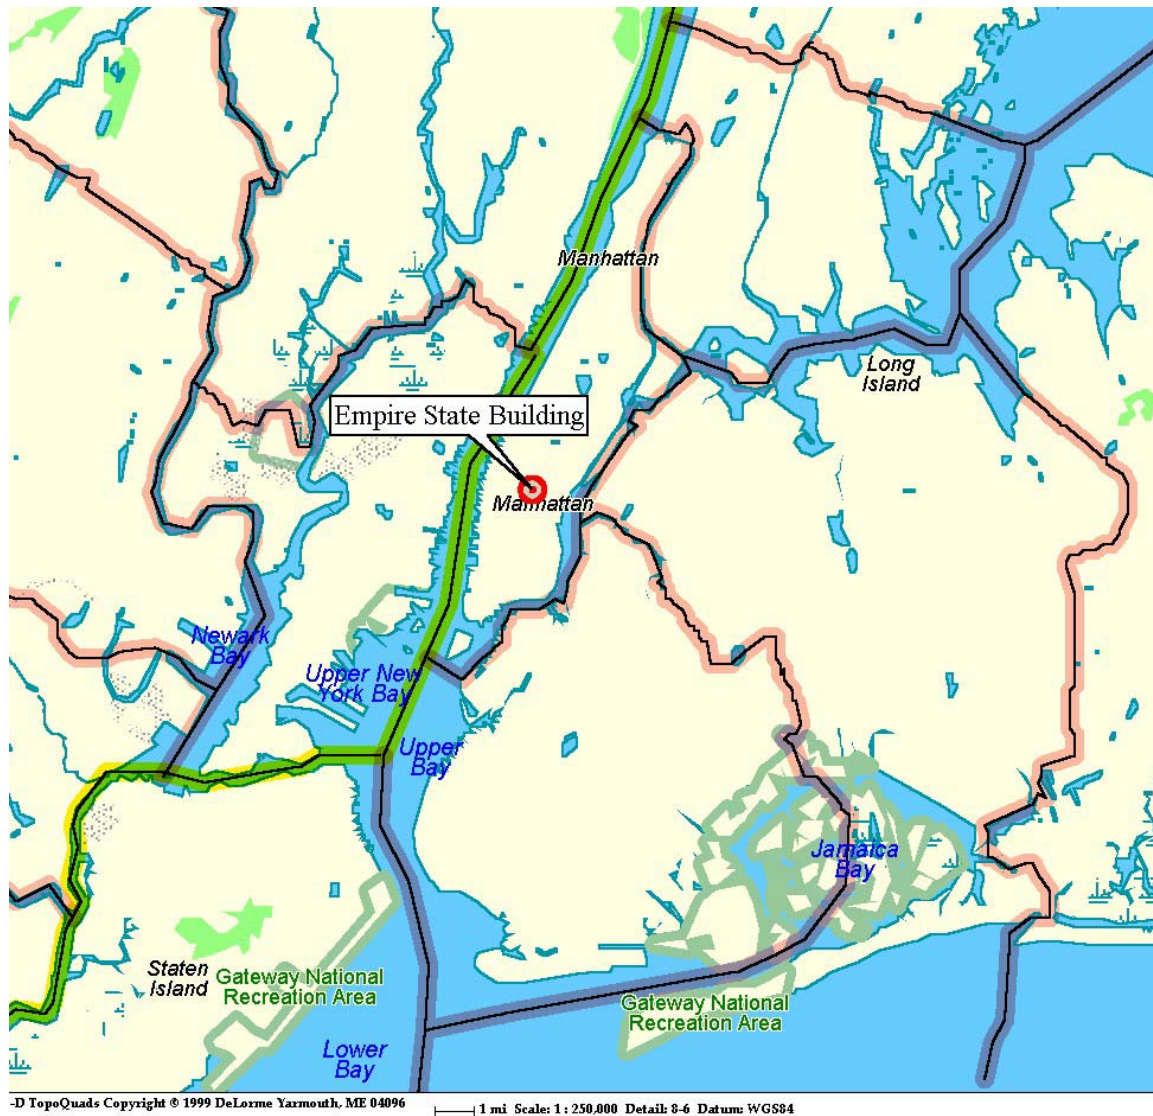 Manhattan
Long
Island
Empire State Building
Manhattan
Newark
Bay
Upper New
York Bay
Upper
Bay
Jamaica
Bay
Staten
Island
Gateway National
Recreation Area
Gateway National
Recreation Area
Lower
Bay
-D TopoQuads Copyright © 1999 DeLorme Yarmouth, ME 04096
1 mi Scale: 1 : 250,000 Detail: 8-6 Datum: WGS84